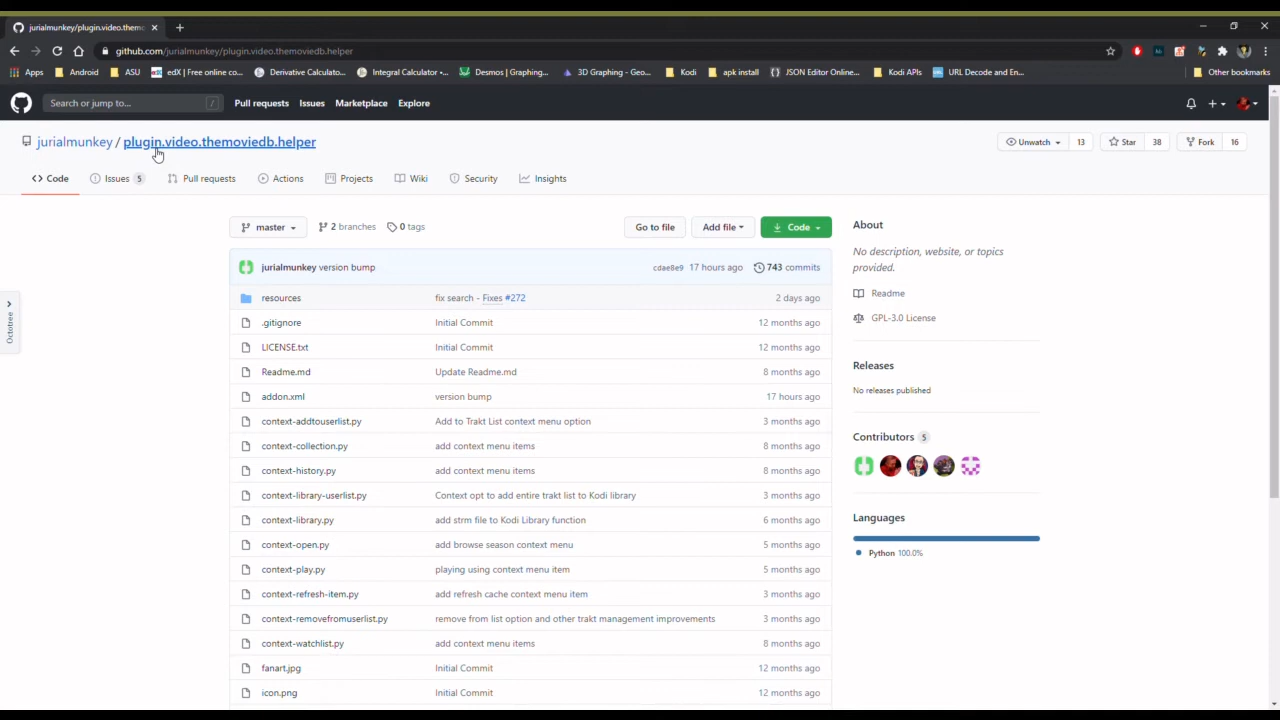 jurialmunkey/plugin.video.them
github.com/jurialmunkey/plugin.video.themoviedb.helper
Apps Android ASU edX | Free online co... Derivative Calculato... Integral Calculator •... Desmos | Graphing... 3D Graphing - Geo... Kodi apk install JSON Editor Online... Kodi APIs URL Decode and En... Other bookmarks
Search or jump to... / Pull requests Issues Marketplace Explore
jurialmunkey / plugin.video.themoviedb.helper Unwatch 13 Star 38 Fork 16
Code Issues 5 Pull requests Actions Projects Wiki Security Insights
master 2 branches 0 tags Go to file Add file Code
jurialmunkey version bump cdae8e9 17 hours ago 743 commits
resources fix search - Fixes #272 2 days ago
.gitignore Initial Commit 12 months ago
LICENSE.txt Initial Commit 12 months ago
Readme.md Update Readme.md 8 months ago
addon.xml version bump 17 hours ago
context-addtouserlist.py Add to Trakt List context menu option 3 months ago
context-collection.py add context menu items 8 months ago
context-history.py add context menu items 8 months ago
context-library-userlist.py Context opt to add entire trakt list to Kodi library 3 months ago
context-library.py add strm file to Kodi Library function 6 months ago
context-open.py add browse season context menu 5 months ago
context-play.py playing using context menu item 5 months ago
context-refresh-item.py add refresh cache context menu item 3 months ago
context-removefromuserlist.py remove from list option and other trakt management improvements 3 months ago
context-watchlist.py add context menu items 8 months ago
fanart.jpg Initial Commit 12 months ago
icon.png Initial Commit 12 months ago
About
No description, website, or topics
provided.
Readme
GPL-3.0 License
Releases
No releases published
Contributors 5
Languages
Python 100.0%
Octotree